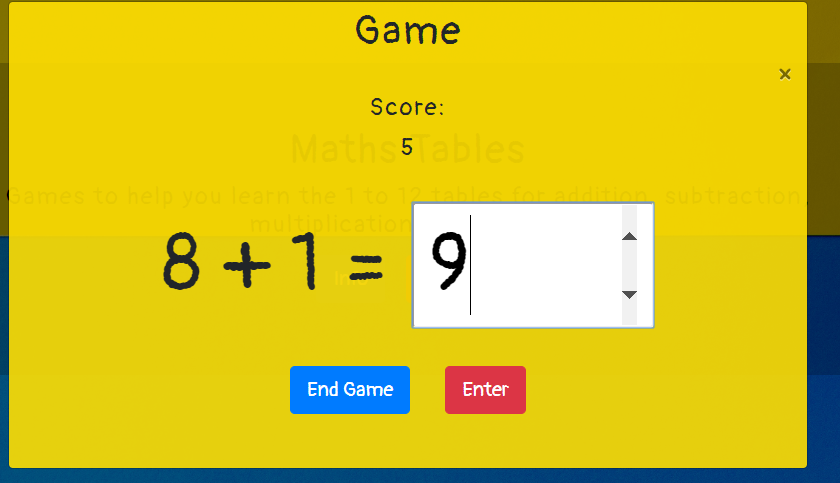 Game
×
Score:
5
Maths Tables
Games to help you learn the 1 to 12 tables for addition, subtraction,
multiplication
8 + 1 = 9
End Game Enter